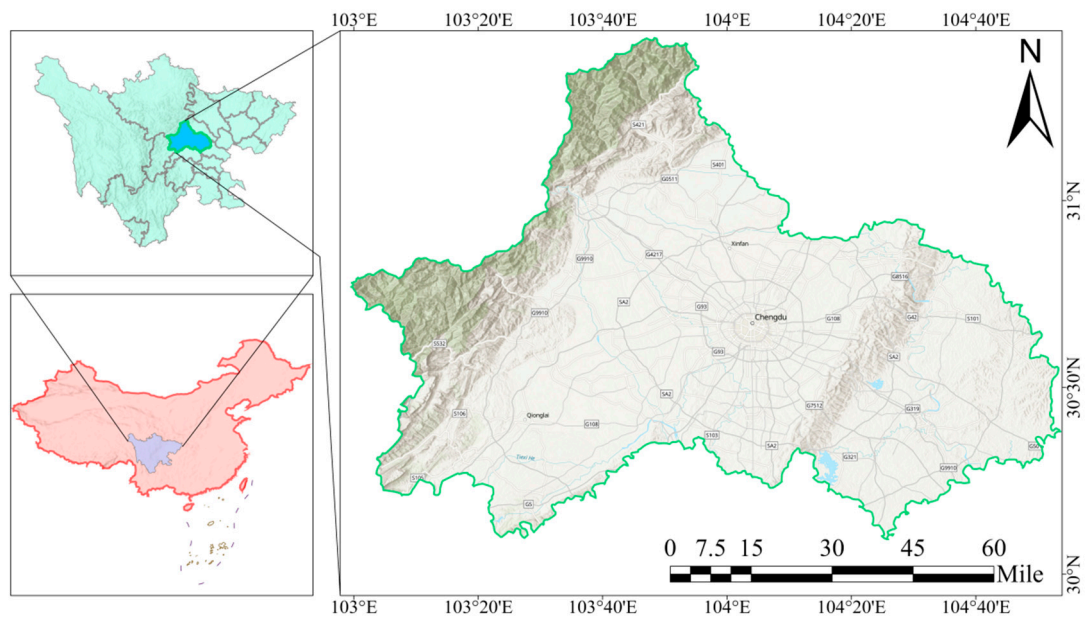 103°E 103°20'E 103°40'E 104°E 104°20'E 104°40'E
N
S421
S401
G0511
31°N
Xinfan
G9910
G4217
G8516
SA2
G93
Chengdu
G108
G42
S101
G9910
S532
G93
SA2
30°30'N
SA2
G7512
G319
S106
Qionglai
G108
S103
SA2
G321
G9910
G5
0 7.5 15 30 45 60
Mile
30°N
103°E 103°20'E 103°40'E 104°E 104°20'E 104°40'E